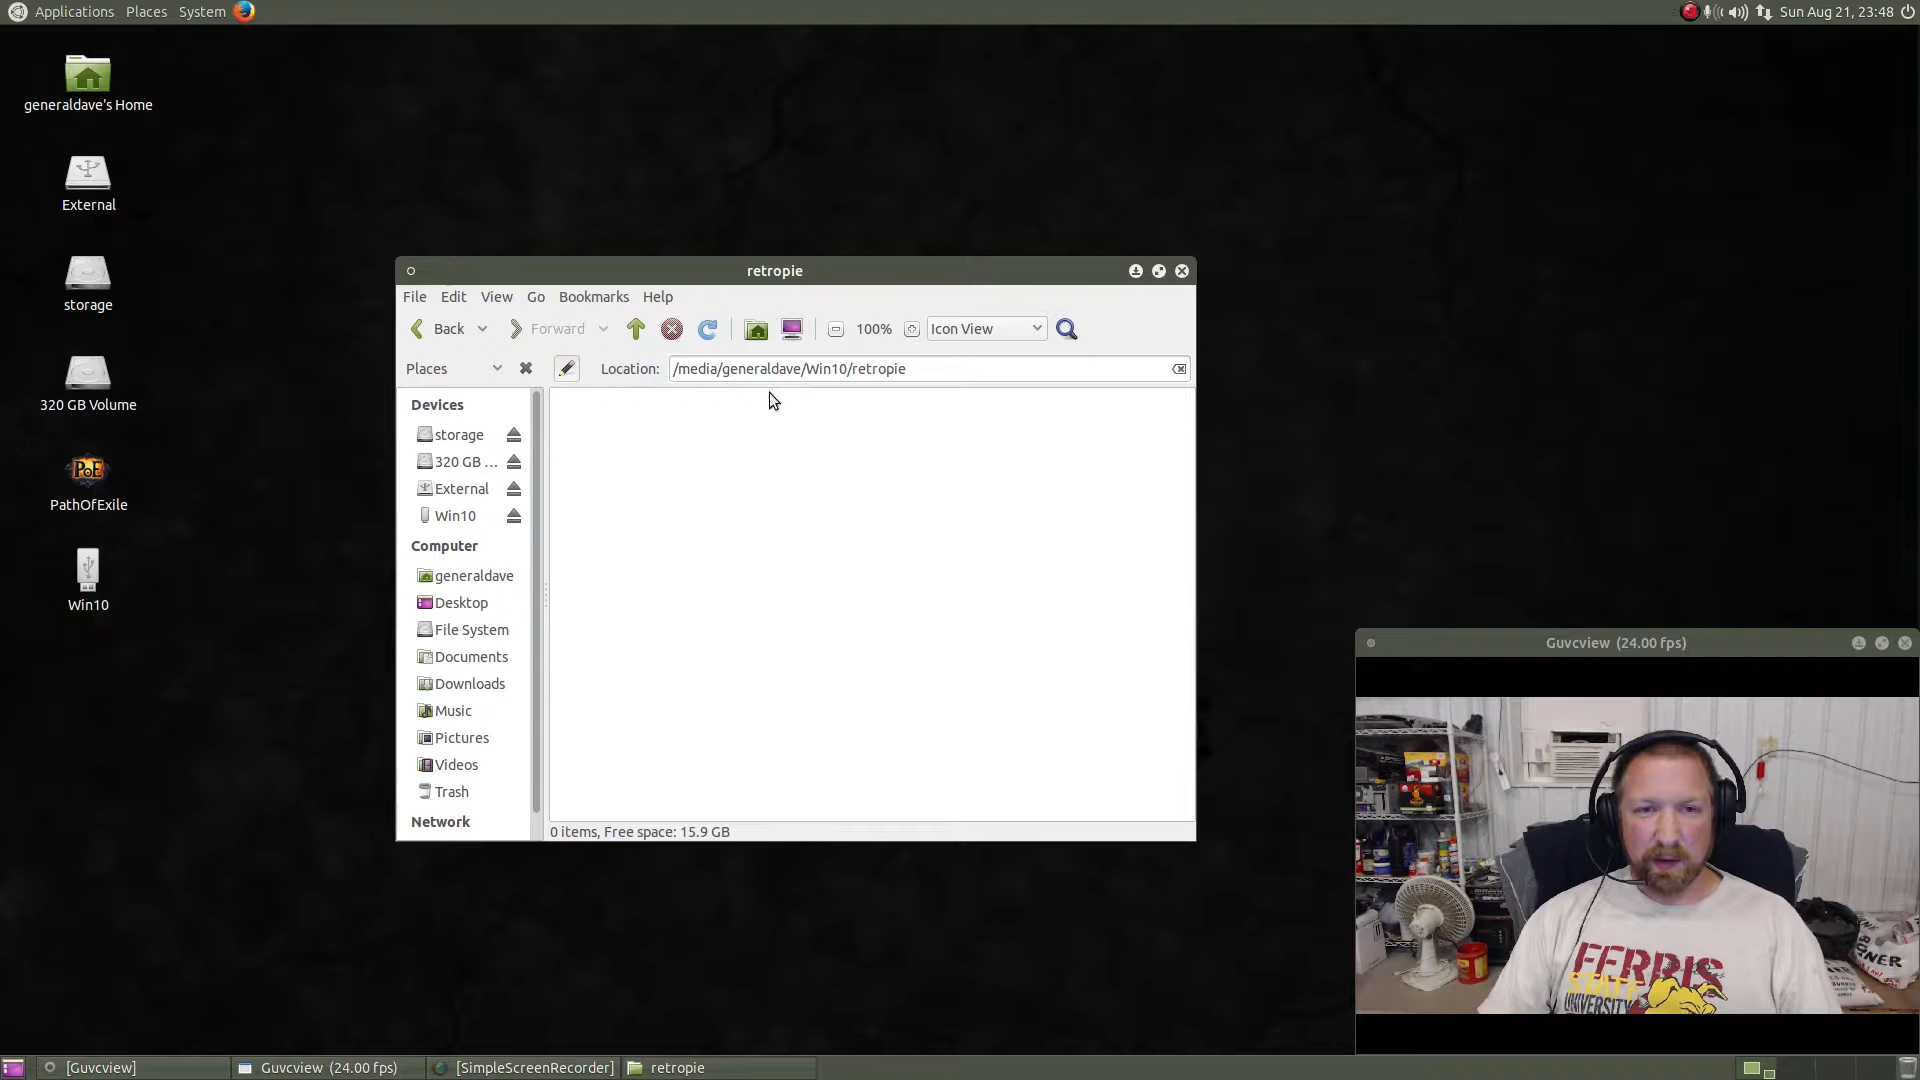 Applications Places System
Sun Aug 21, 23:48
generaldave's Home
External
storage
320 GB Volume
PoE
PathOfExile
Win10
retropie
File Edit View Go Bookmarks Help
Back Forward 100% Icon View
Places Location: /media/generaldave/Win10/retropie
Devices
storage
320 GB ...
External
Win10
Computer
generaldave
Desktop
File System
Documents
Downloads
Music
Pictures
Videos
Trash
Network
0 items, Free space: 15.9 GB
Guvcview (24.00 fps)
FERRIS
STATE
UNIVERSITY
[Guvcview] Guvcview (24.00 fps) [SimpleScreenRecorder] retropie